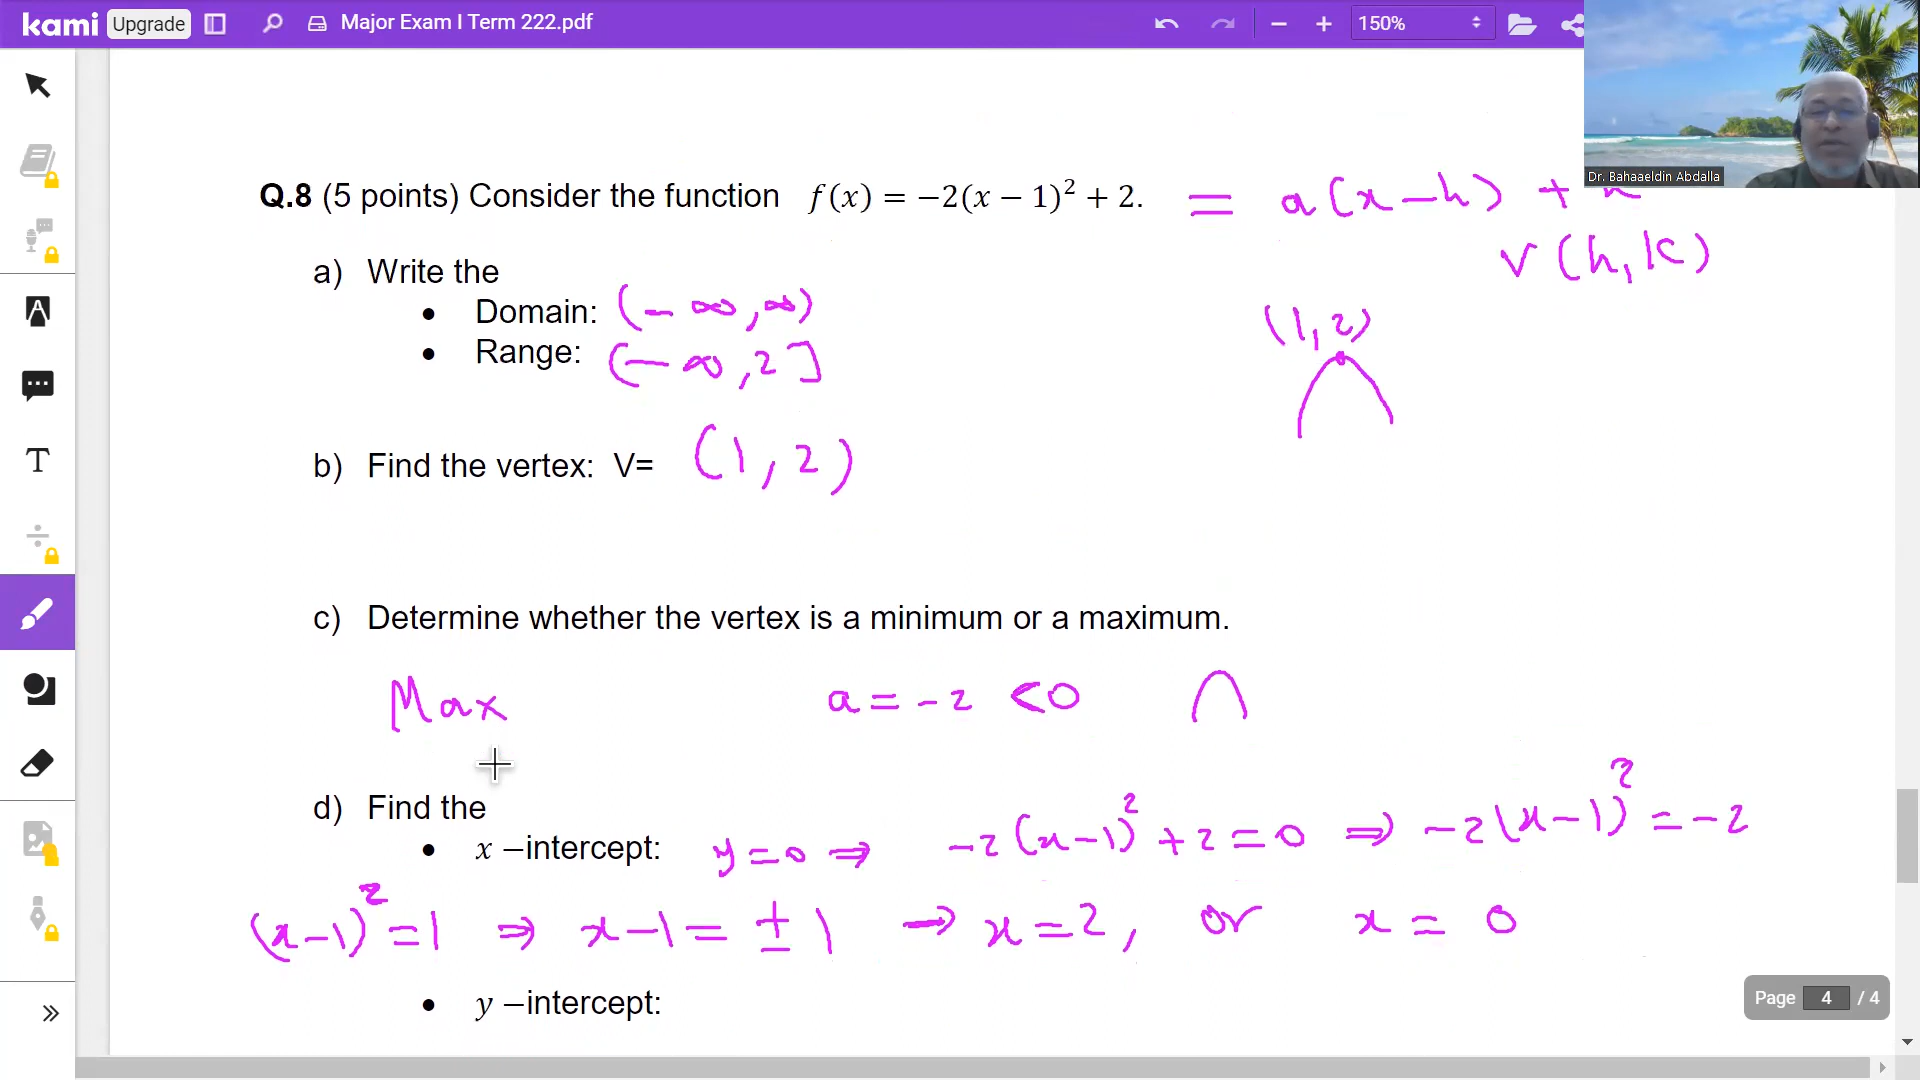 kami Upgrade Major Exam I Term 222.pdf 150%
Dr. Bahaaeldin Abdalla
Q.8 (5 points) Consider the function f(x) = −2(x − 1)² + 2. = a(x-h) +
V(h,k)
a) Write the
• Domain: (-∞,∞)
• Range: (-∞,2]
(1,2)
b) Find the vertex: V= (1,2)
c) Determine whether the vertex is a minimum or a maximum.
Max a=-2 <0
d) Find the
• x −intercept: y=0 ⇒ -2(x-1)²+2=0 ⇒ -2(x-1)²=-2
(x-1)²=1 ⇒ x-1=±1 → x=2, or x=0
• y −intercept:
Page 4 / 4